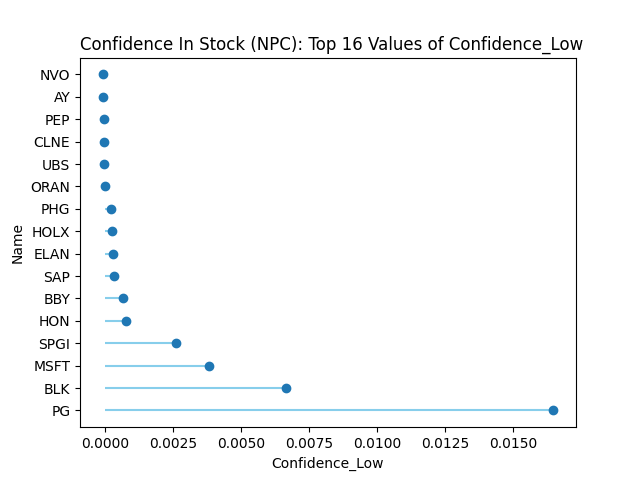 Confidence In Stock (NPC): Top 16 Values of Confidence_Low
NVO
AY
PEP
CLNE
UBS
ORAN
PHG
HOLX
ELAN
SAP
BBY
HON
SPGI
MSFT
BLK
PG
Name
0.0000 0.0025 0.0050 0.0075 0.0100 0.0125 0.0150
Confidence_Low